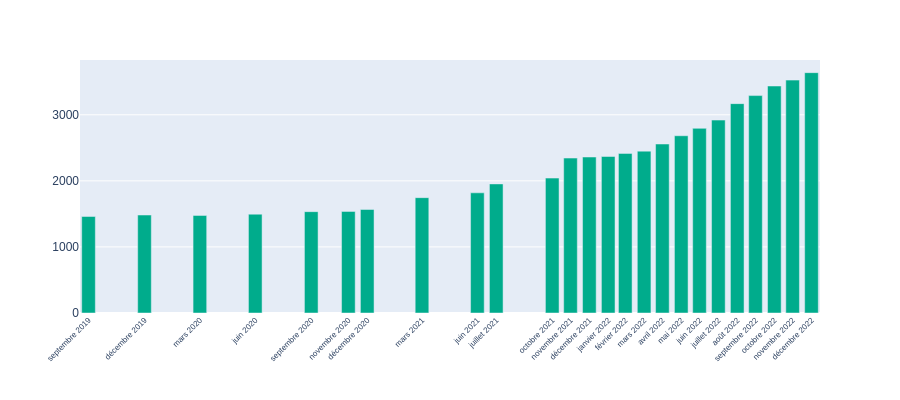 3000
2000
1000
0
septembre 2019
décembre 2019
mars 2020
juin 2020
septembre 2020
novembre 2020
décembre 2020
mars 2021
juin 2021
juillet 2021
octobre 2021
novembre 2021
décembre 2021
janvier 2022
février 2022
mars 2022
avril 2022
mai 2022
juin 2022
juillet 2022
août 2022
septembre 2022
octobre 2022
novembre 2022
décembre 2022